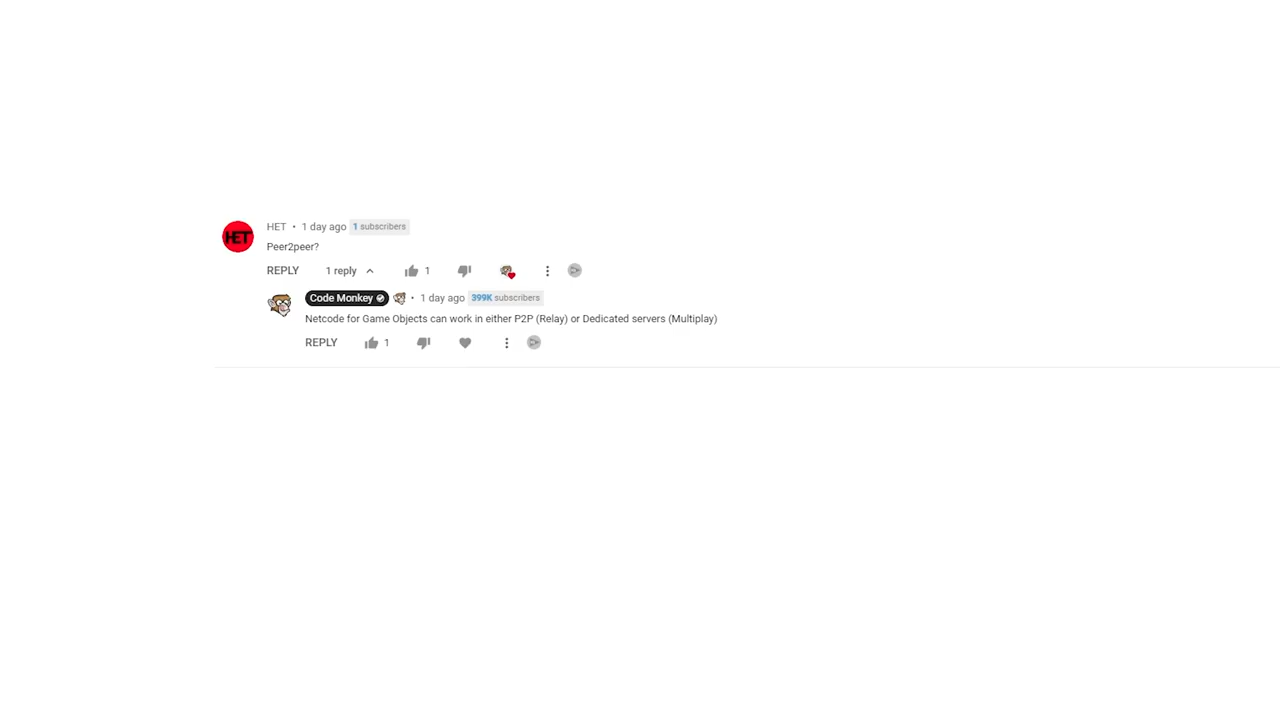 HET • 1 day ago 1 subscribers
HET
Peer2peer?
REPLY 1 reply 1
Code Monkey • 1 day ago 399K subscribers
Netcode for Game Objects can work in either P2P (Relay) or Dedicated servers (Multiplay)
REPLY 1